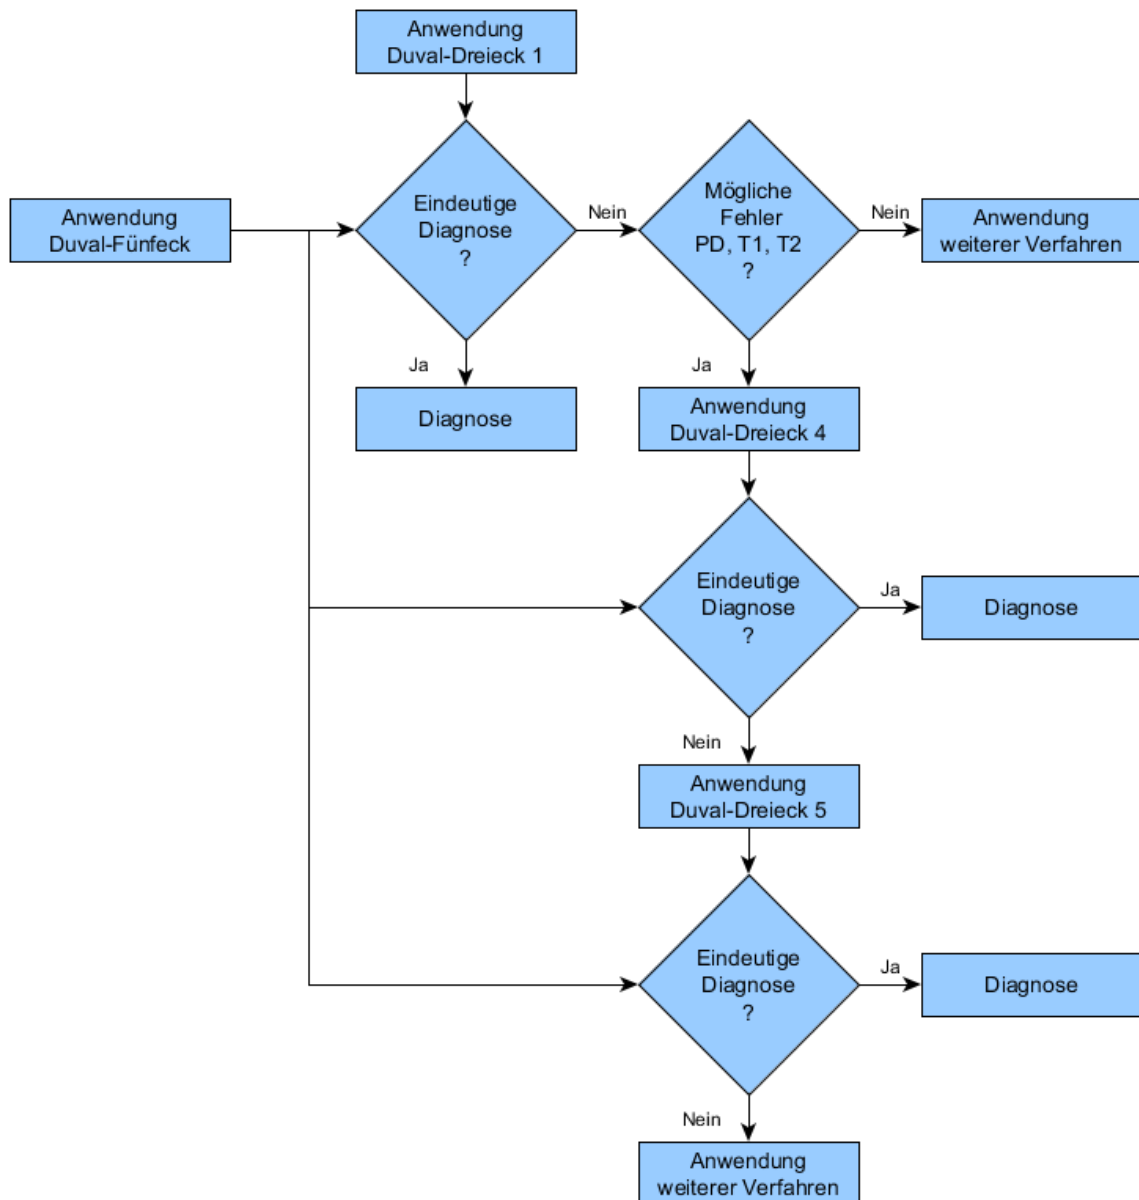 Anwendung
Duval-Dreieck 1
Anwendung
Duval-Fünfeck
Eindeutige
Diagnose
?
Nein
Mögliche
Fehler
PD, T1, T2
?
Nein
Anwendung
weiterer Verfahren
Ja
Diagnose
Ja
Anwendung
Duval-Dreieck 4
Eindeutige
Diagnose
?
Ja
Diagnose
Nein
Anwendung
Duval-Dreieck 5
Eindeutige
Diagnose
?
Ja
Diagnose
Nein
Anwendung
weiterer Verfahren